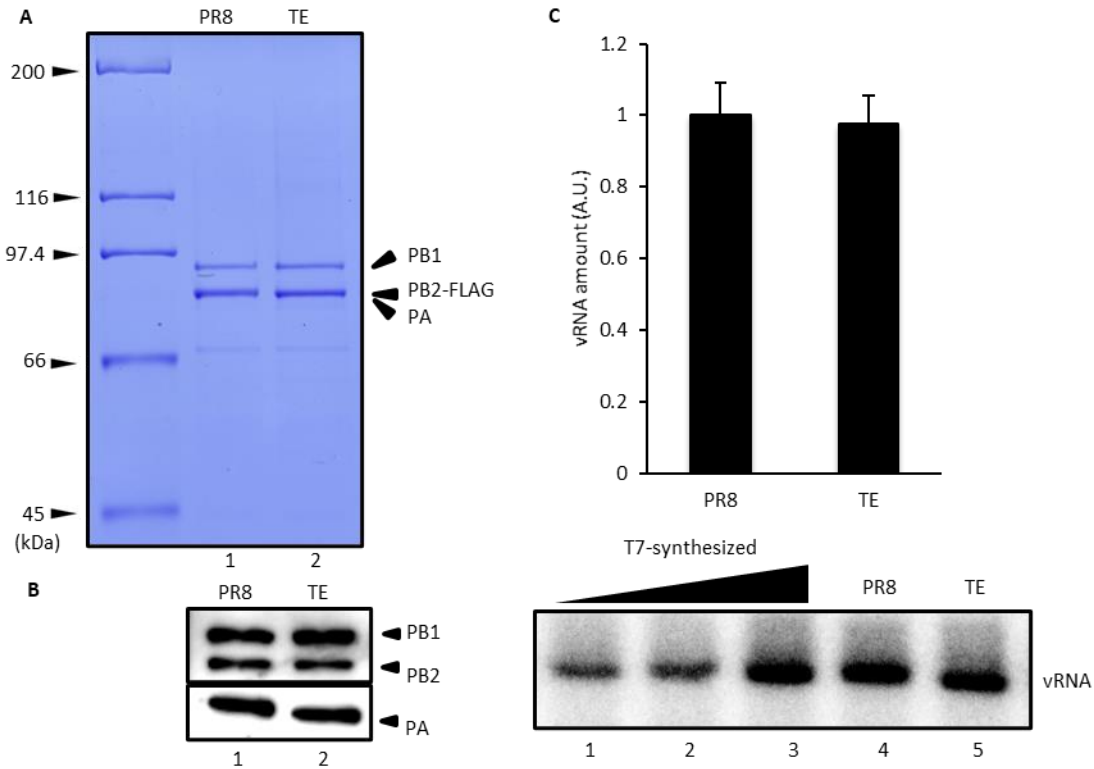 A
PR8 TE
200
116
97.4
66
45
(kDa)
PB1
PB2-FLAG
PA
1 2
B
PR8 TE
PB1
PB2
PA
1 2
C
vRNA amount (A.U.)
1.2
1
0.8
0.6
0.4
0.2
0
PR8 TE
T7-synthesized PR8 TE
vRNA
1 2 3 4 5